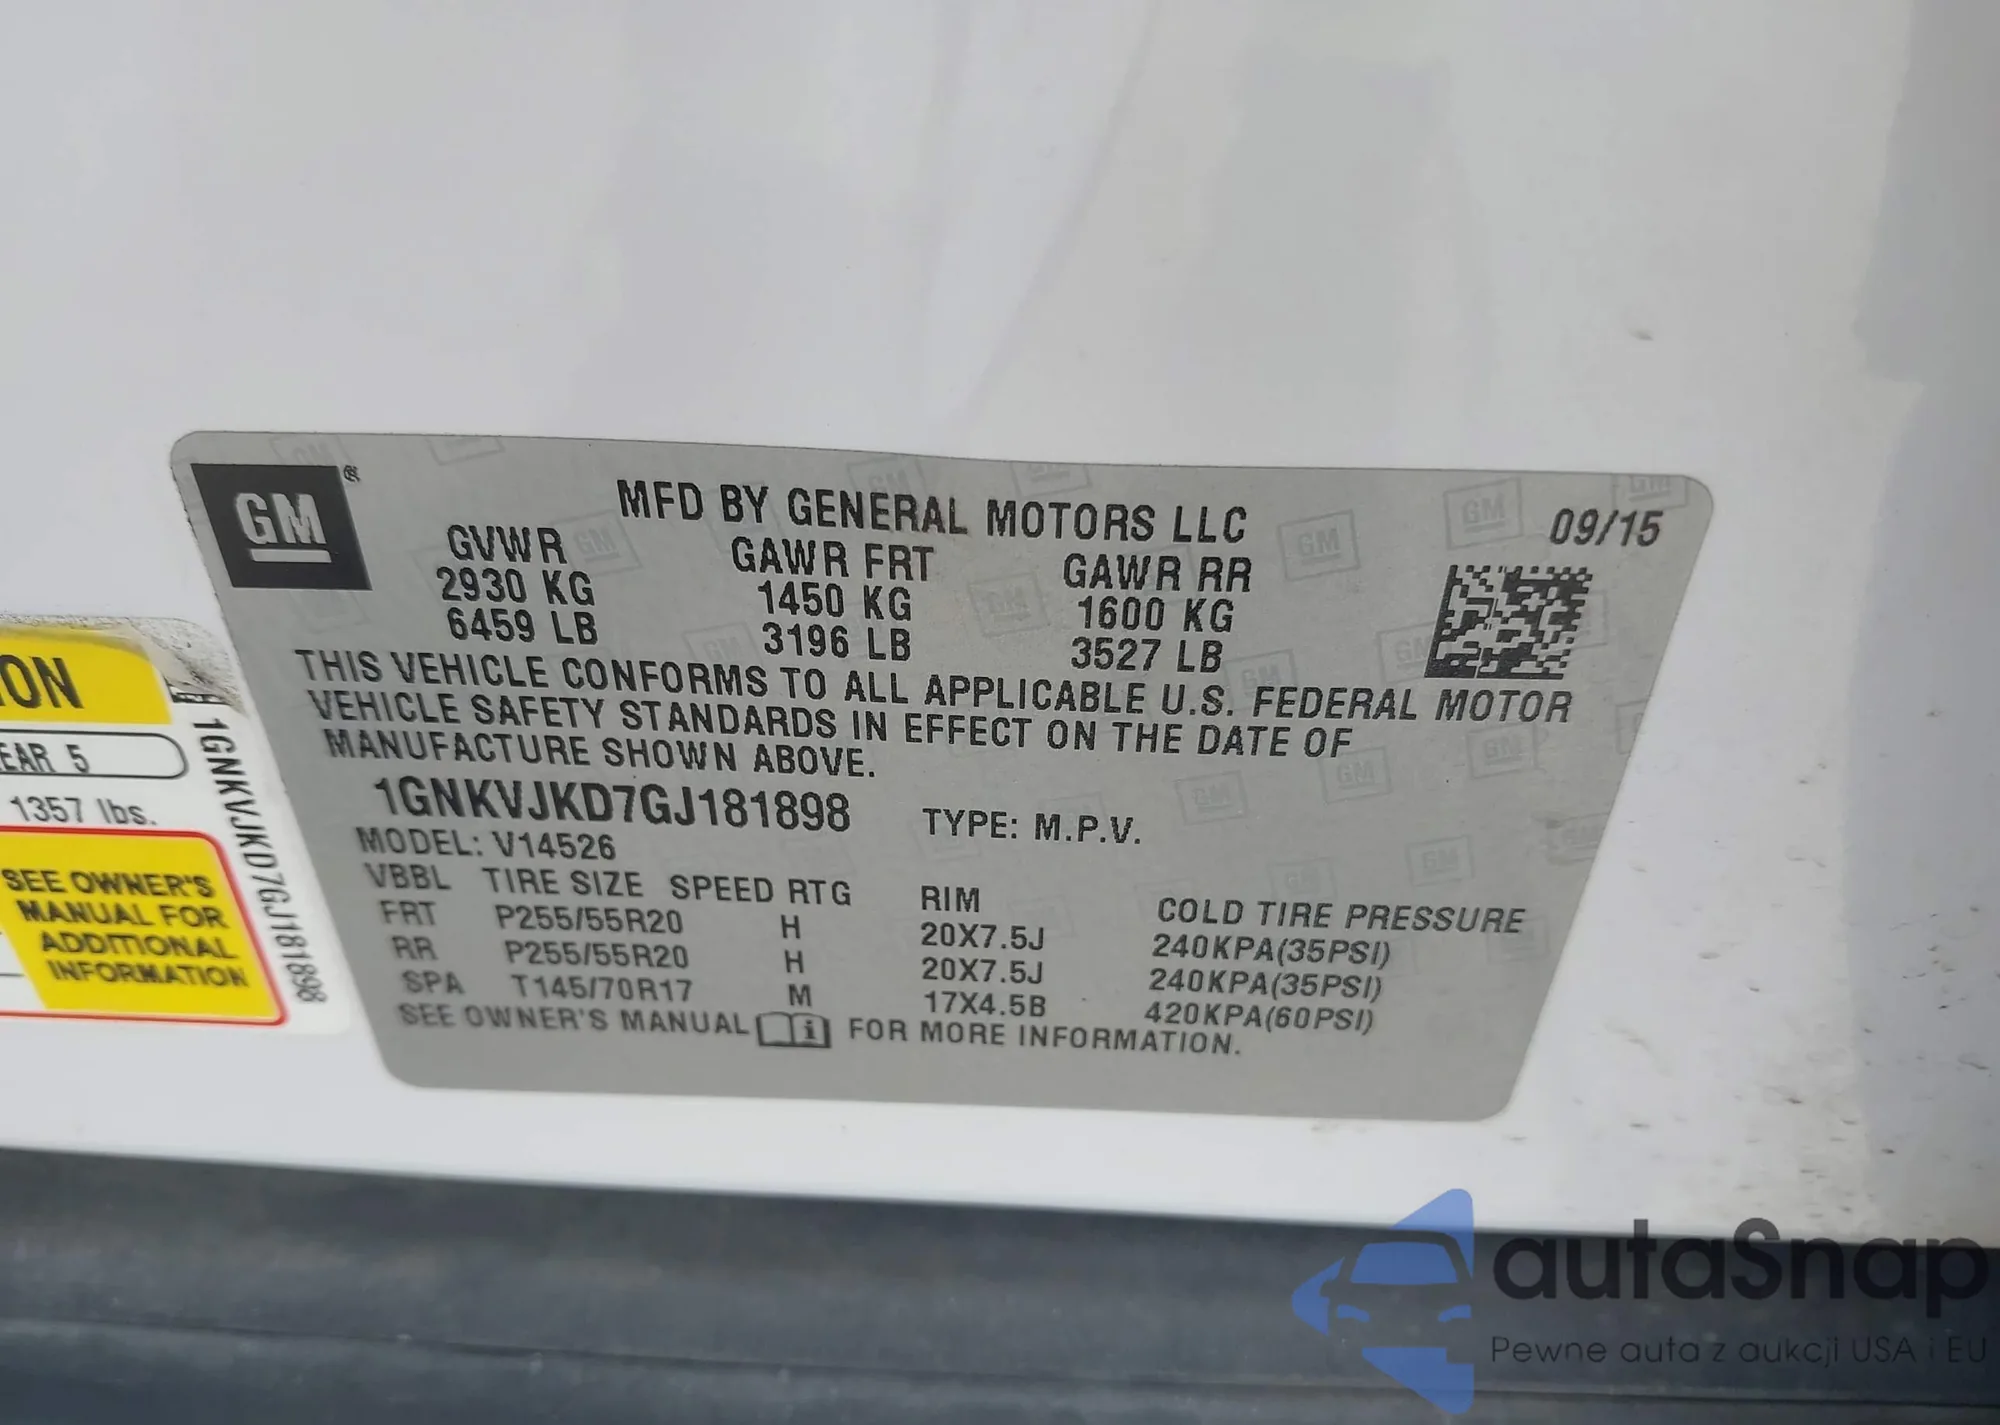 GM ®
MFD BY GENERAL MOTORS LLC
09/15
GVWR GAWR FRT GAWR RR
2930 KG 1450 KG 1600 KG
6459 LB 3196 LB 3527 LB
THIS VEHICLE CONFORMS TO ALL APPLICABLE U.S. FEDERAL MOTOR
VEHICLE SAFETY STANDARDS IN EFFECT ON THE DATE OF
MANUFACTURE SHOWN ABOVE.
1GNKVJKD7GJ181898 TYPE: M.P.V.
MODEL: V14526
VBBL TIRE SIZE SPEED RTG RIM COLD TIRE PRESSURE
FRT P255/55R20 H 20X7.5J 240KPA(35PSI)
RR P255/55R20 H 20X7.5J 240KPA(35PSI)
SPA T145/70R17 M 17X4.5B 420KPA(60PSI)
SEE OWNER'S MANUAL i FOR MORE INFORMATION.
ION
EAR 5
1357 lbs.
SEE OWNER'S
MANUAL FOR
ADDITIONAL
INFORMATION
1GNKVJKD7GJ181898
autaSnap
Pewne auta z aukcji USA i EU